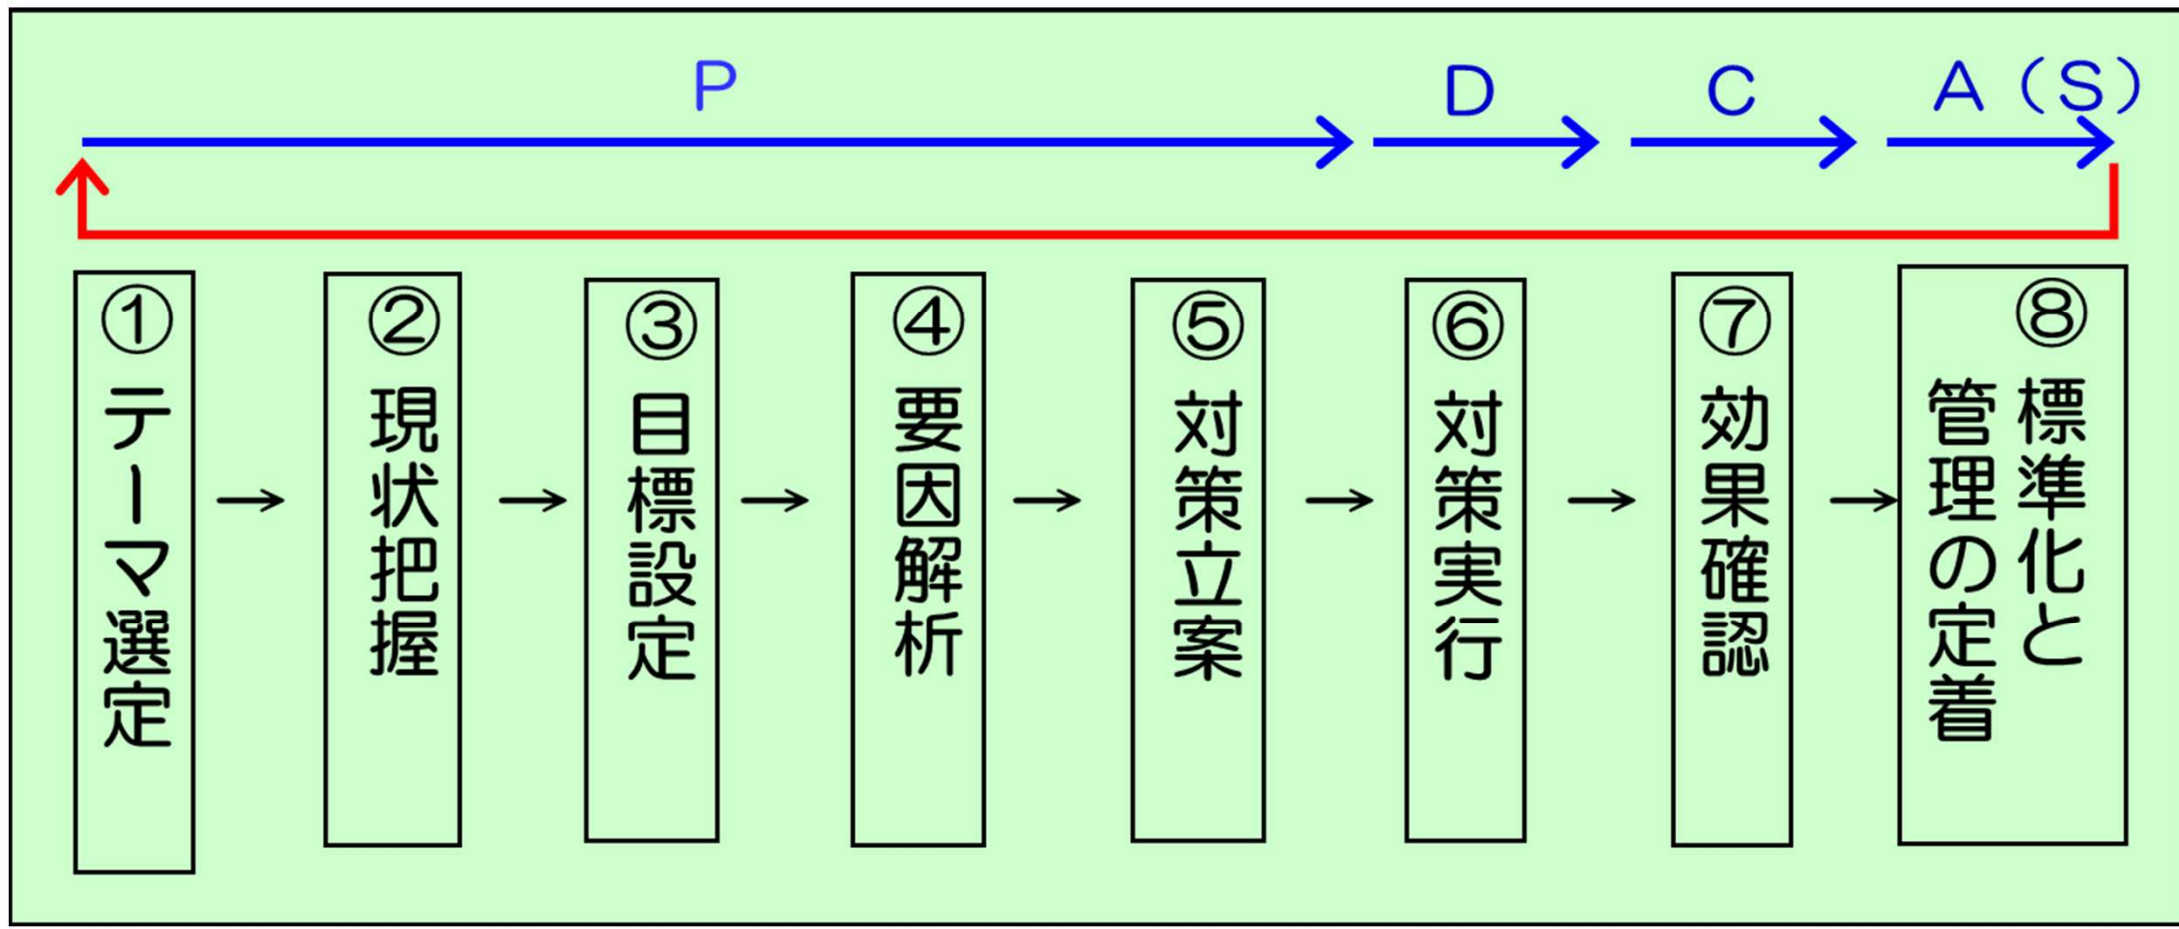 P
D
C
A（S）
①テーマ選定
②現状把握
③目標設定
④要因解析
⑤対策立案
⑥対策実行
⑦効果確認
⑧標準化と
管理の定着